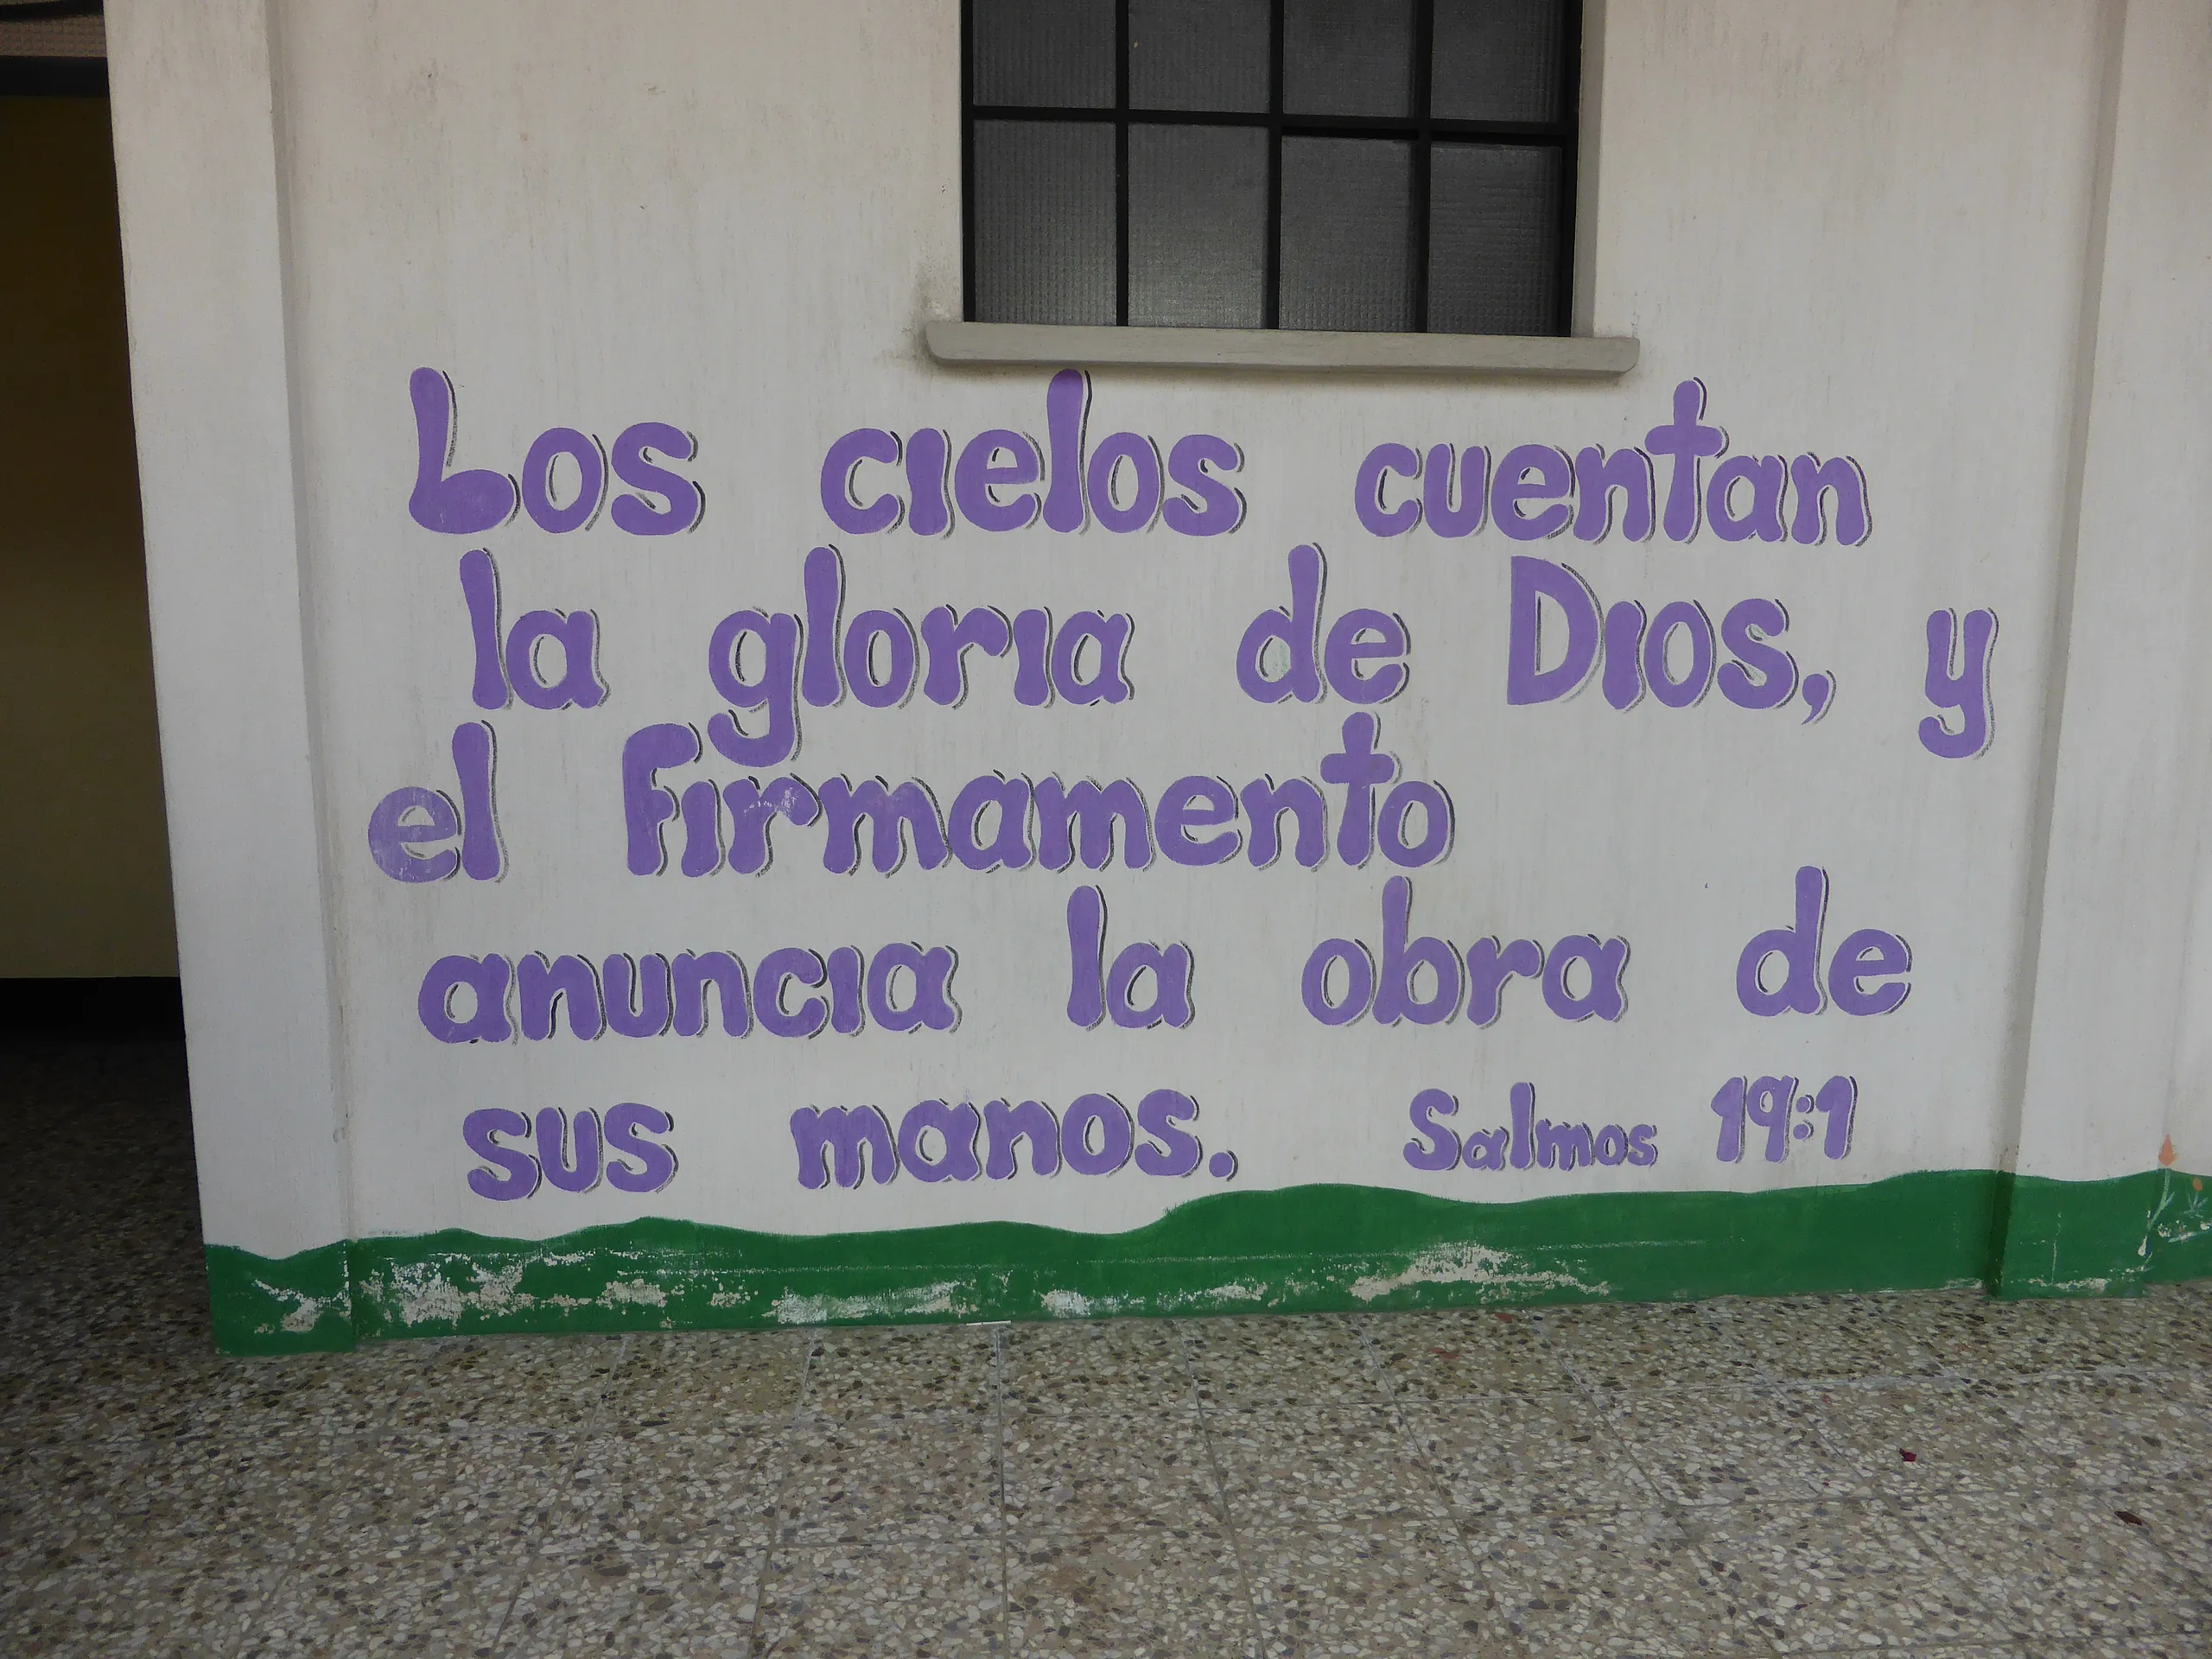 Los cielos cuentan
la gloria de Dios, y
el firmamento
anuncia la obra de
sus manos. Salmos 19:1